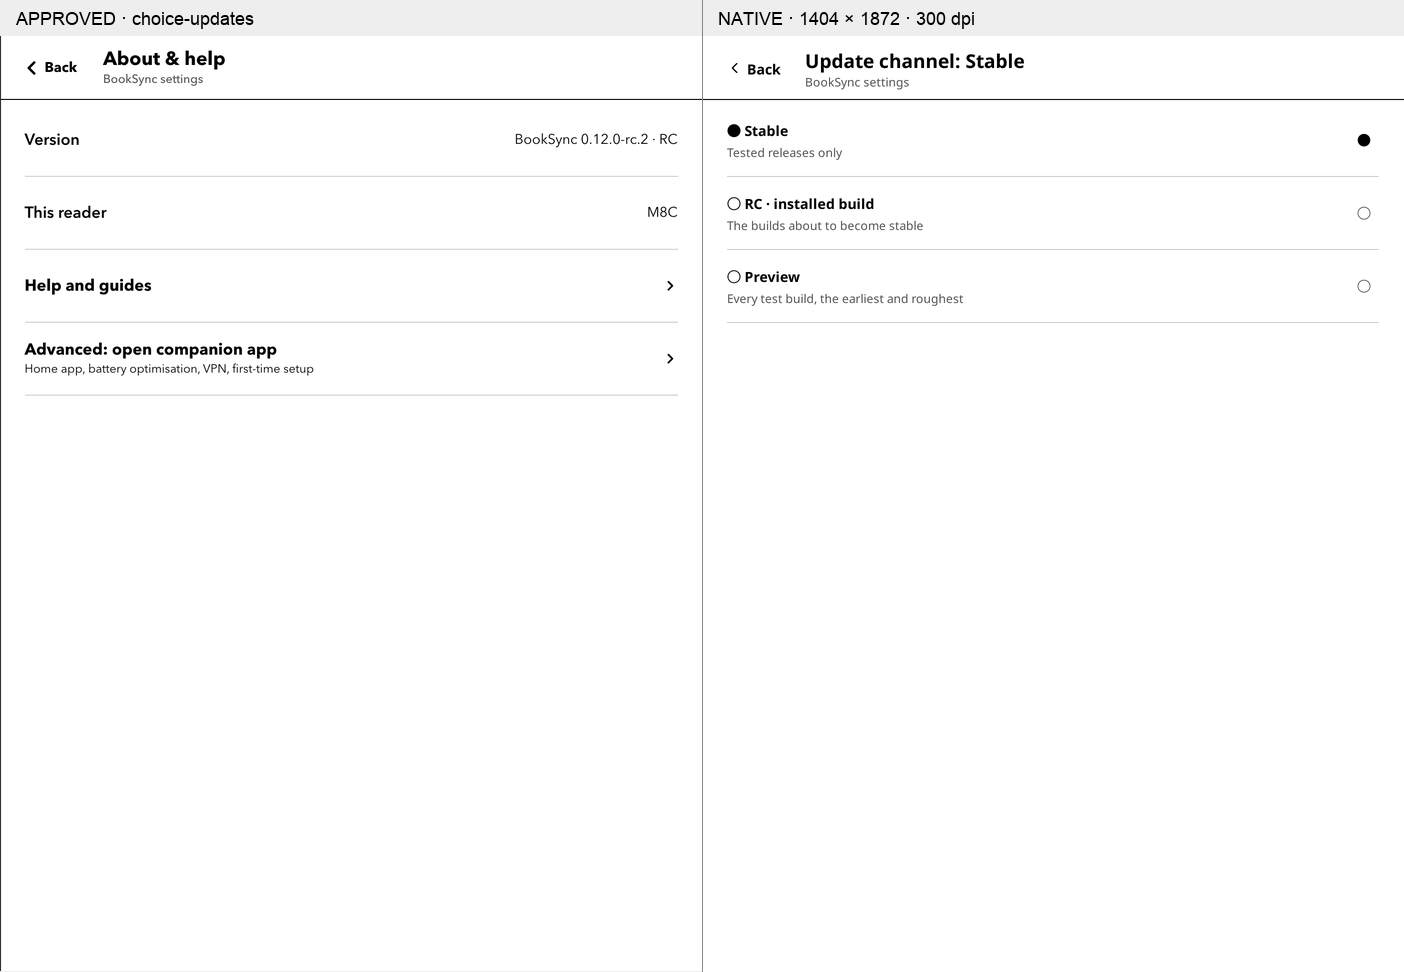 APPROVED · choice-updates
Back
About & help
BookSync settings
Version
BookSync 0.12.0-rc.2 · RC
This reader
M8C
Help and guides
Advanced: open companion app
Home app, battery optimisation, VPN, first-time setup
NATIVE · 1404 × 1872 · 300 dpi
Back
Update channel: Stable
BookSync settings
Stable
Tested releases only
RC · installed build
The builds about to become stable
Preview
Every test build, the earliest and roughest